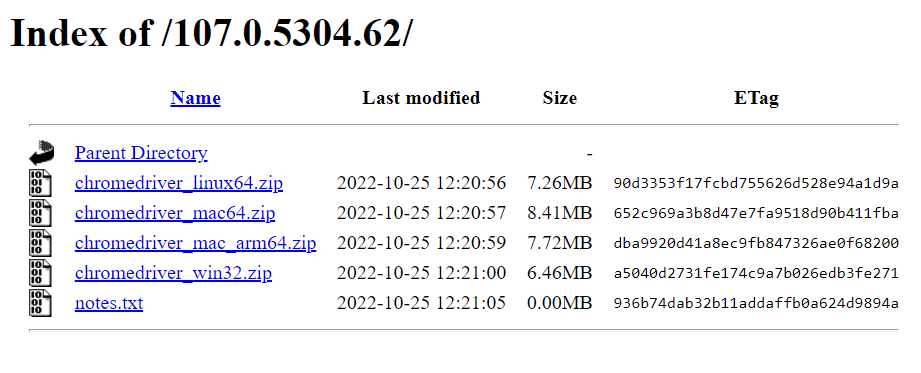 Index of /107.0.5304.62/
Name Last modified Size ETag
Parent Directory -
chromedriver_linux64.zip 2022-10-25 12:20:56 7.26MB 90d3353f17fcbd755626d528e94a1d9a
chromedriver_mac64.zip 2022-10-25 12:20:57 8.41MB 652c969a3b8d47e7fa9518d90b411fba
chromedriver_mac_arm64.zip 2022-10-25 12:20:59 7.72MB dba9920d41a8ec9fb847326ae0f68200
chromedriver_win32.zip 2022-10-25 12:21:00 6.46MB a5040d2731fe174c9a7b026edb3fe271
notes.txt 2022-10-25 12:21:05 0.00MB 936b74dab32b11addaffb0a624d9894a